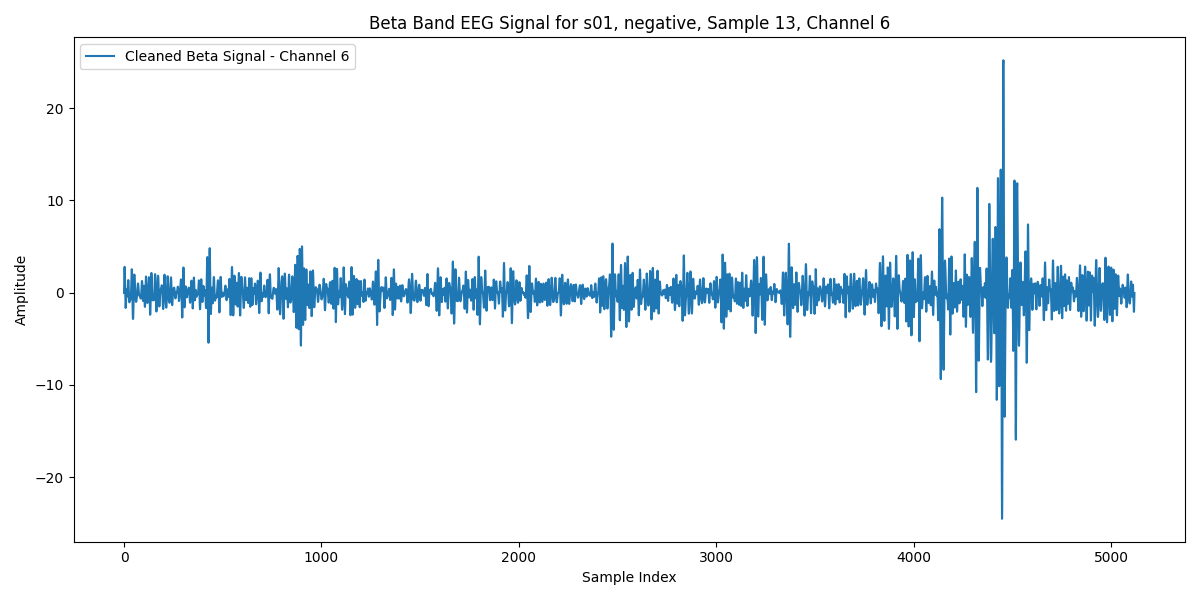 Beta Band EEG Signal for s01, negative, Sample 13, Channel 6
Cleaned Beta Signal - Channel 6
Amplitude
20
10
0
−10
−20
0 1000 2000 3000 4000 5000
Sample Index